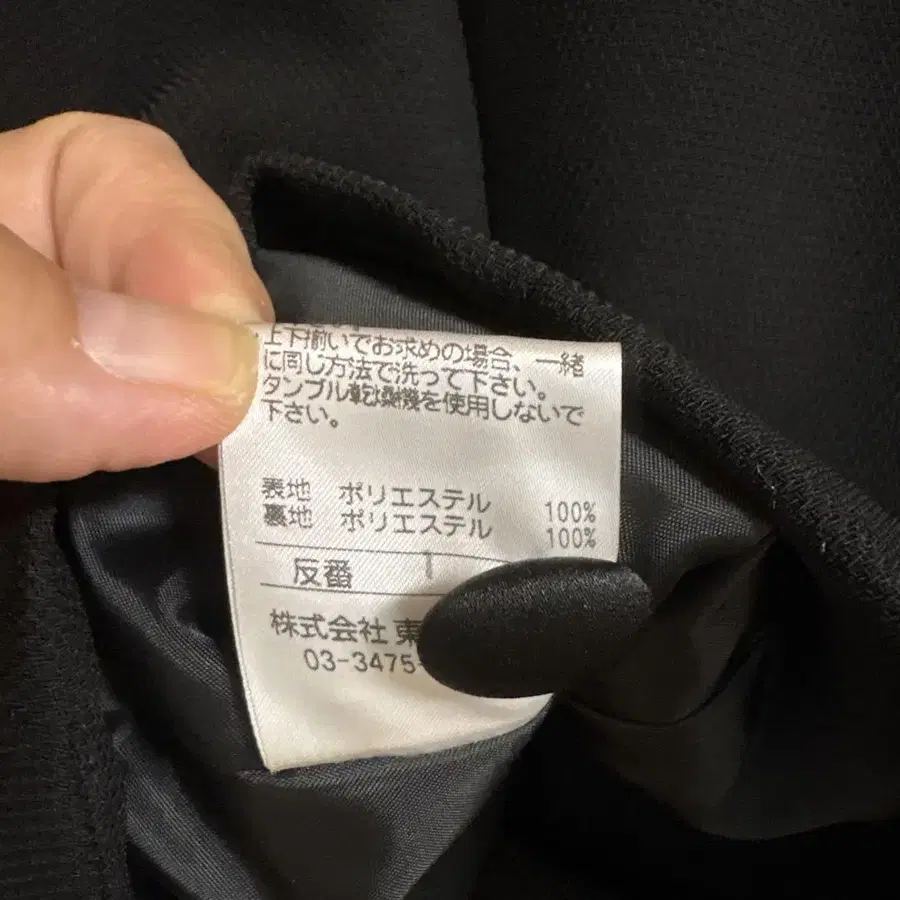 上下揃いでお求めの場合、一緒
に同じ方法で洗って下さい。
タンブル乾燥機を使用しないで
下さい。
表地 ポリエステル 100%
裏地 ポリエステル 100%
反番
株式会社 東
03-3475-